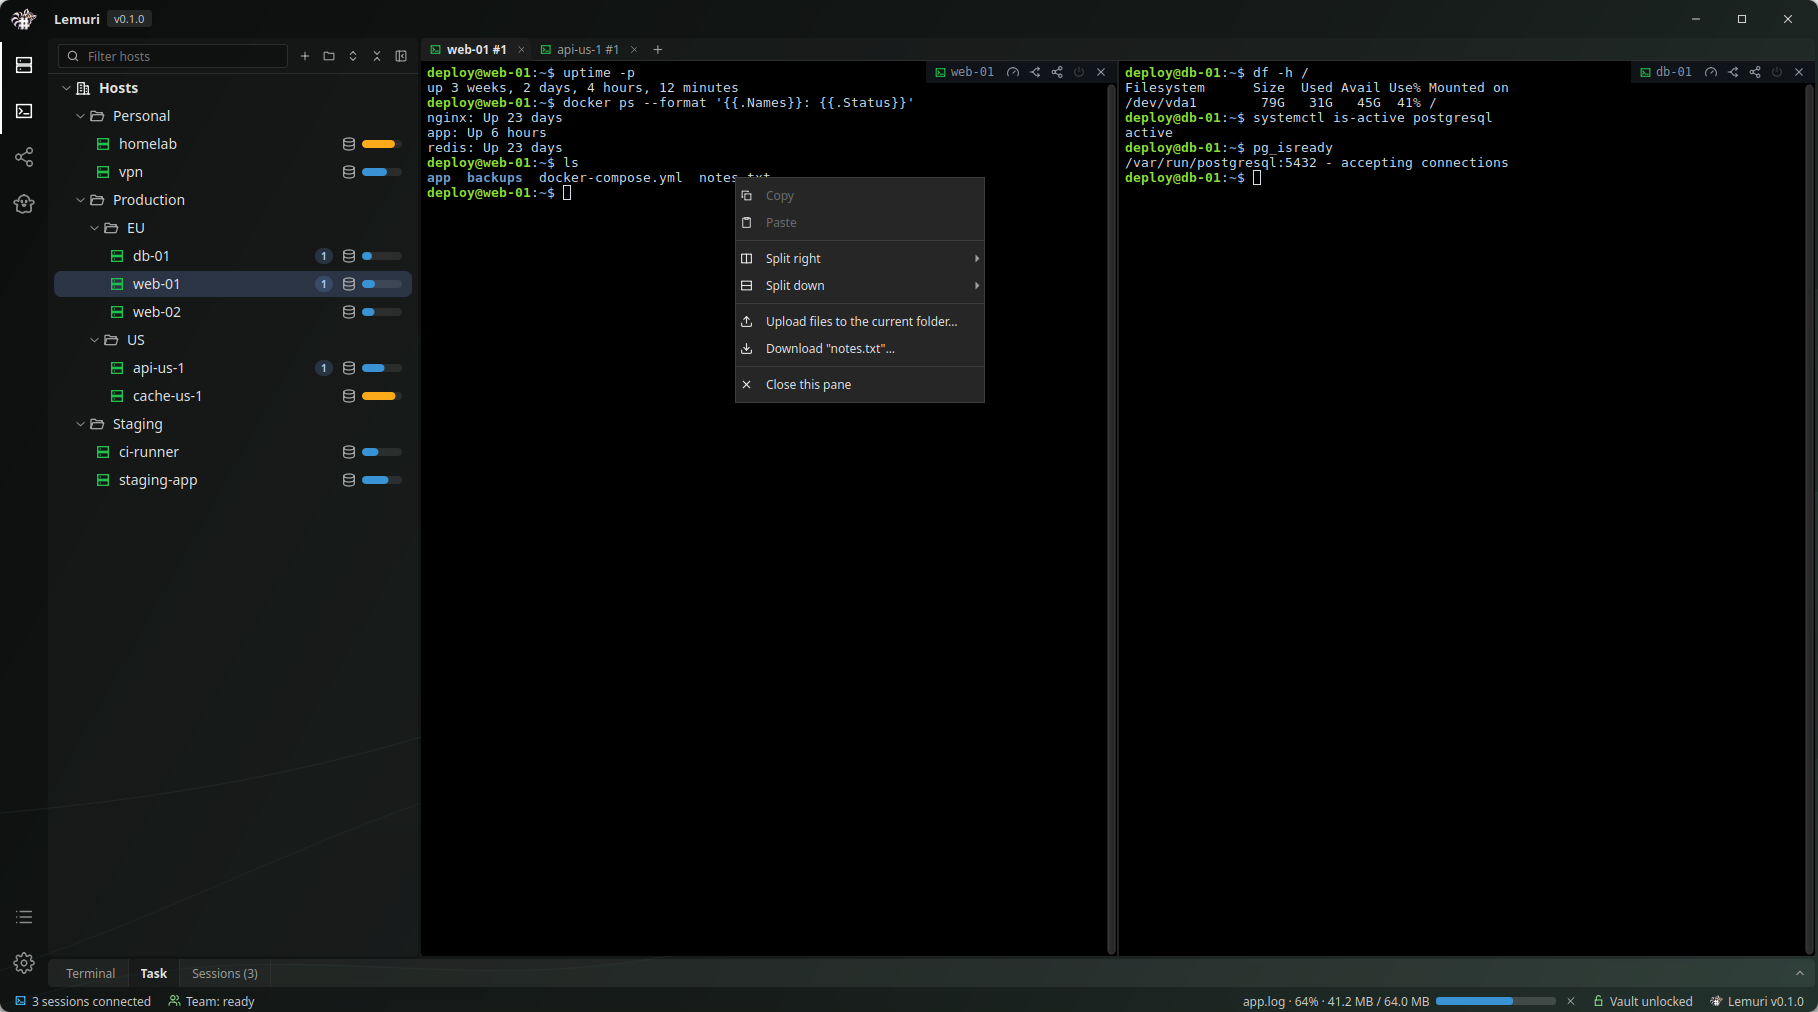 Lemuri v0.1.0
Filter hosts
Hosts
Personal
homelab
vpn
Production
EU
db-01 1
web-01 1
web-02
US
api-us-1 1
cache-us-1
Staging
ci-runner
staging-app
web-01 #1
api-us-1 #1
web-01
deploy@web-01:~$ uptime -p
up 3 weeks, 2 days, 4 hours, 12 minutes
deploy@web-01:~$ docker ps --format '{{.Names}}: {{.Status}}'
nginx: Up 23 days
app: Up 6 hours
redis: Up 23 days
deploy@web-01:~$ ls
app backups docker-compose.yml notes.txt
deploy@web-01:~$
Copy
Paste
Split right
Split down
Upload files to the current folder...
Download "notes.txt"...
Close this pane
db-01
deploy@db-01:~$ df -h /
Filesystem Size Used Avail Use% Mounted on
/dev/vda1 79G 31G 45G 41% /
deploy@db-01:~$ systemctl is-active postgresql
active
deploy@db-01:~$ pg_isready
/var/run/postgresql:5432 - accepting connections
deploy@db-01:~$
Terminal Task Sessions (3)
3 sessions connected Team: ready
app.log · 64% · 41.2 MB / 64.0 MB
Vault unlocked Lemuri v0.1.0